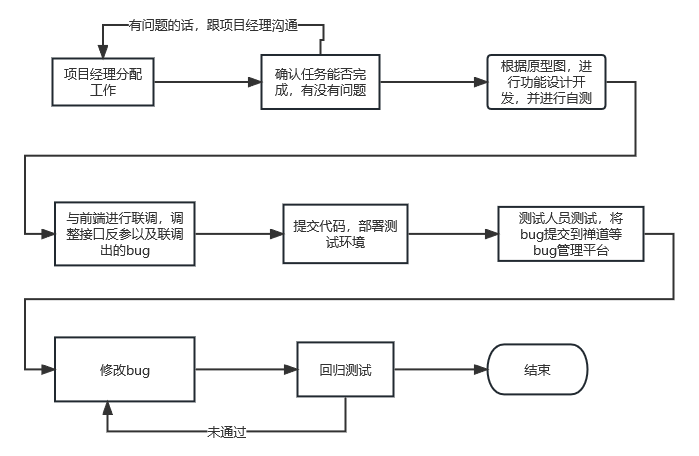 有问题的话，跟项目经理沟通
项目经理分配
工作
确认任务能否完
成，有没有问题
根据原型图，进
行功能设计开
发，并进行自测
与前端进行联调，调
整接口反参以及联调
出的bug
提交代码，部署测
试环境
测试人员测试，将
bug提交到禅道等
bug管理平台
修改bug
回归测试
结束
未通过